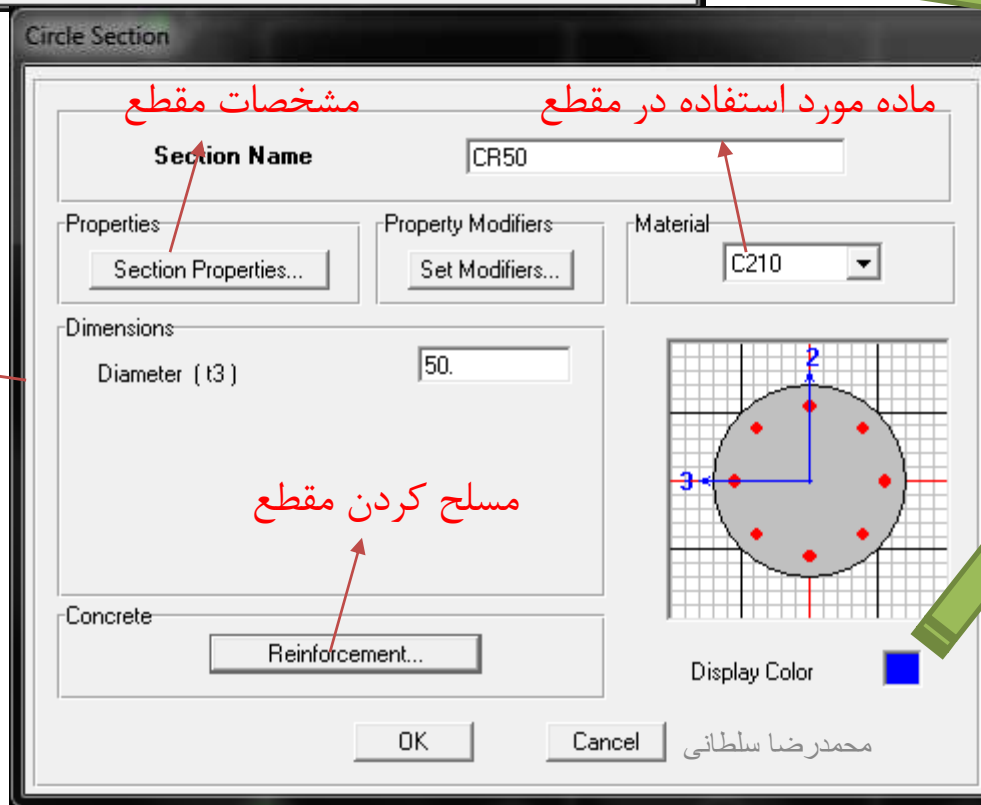 Circle Section
مشخصات مقطع
ماده مورد استفاده در مقطع
Section Name
CR50
Properties
Property Modifiers
Material
Section Properties...
Set Modifiers...
C210
Dimensions
Diameter ( t3 )
50.
2
3
مسلح کردن مقطع
Concrete
Reinforcement...
Display Color
OK
Cancel
محمدرضا سلطانی